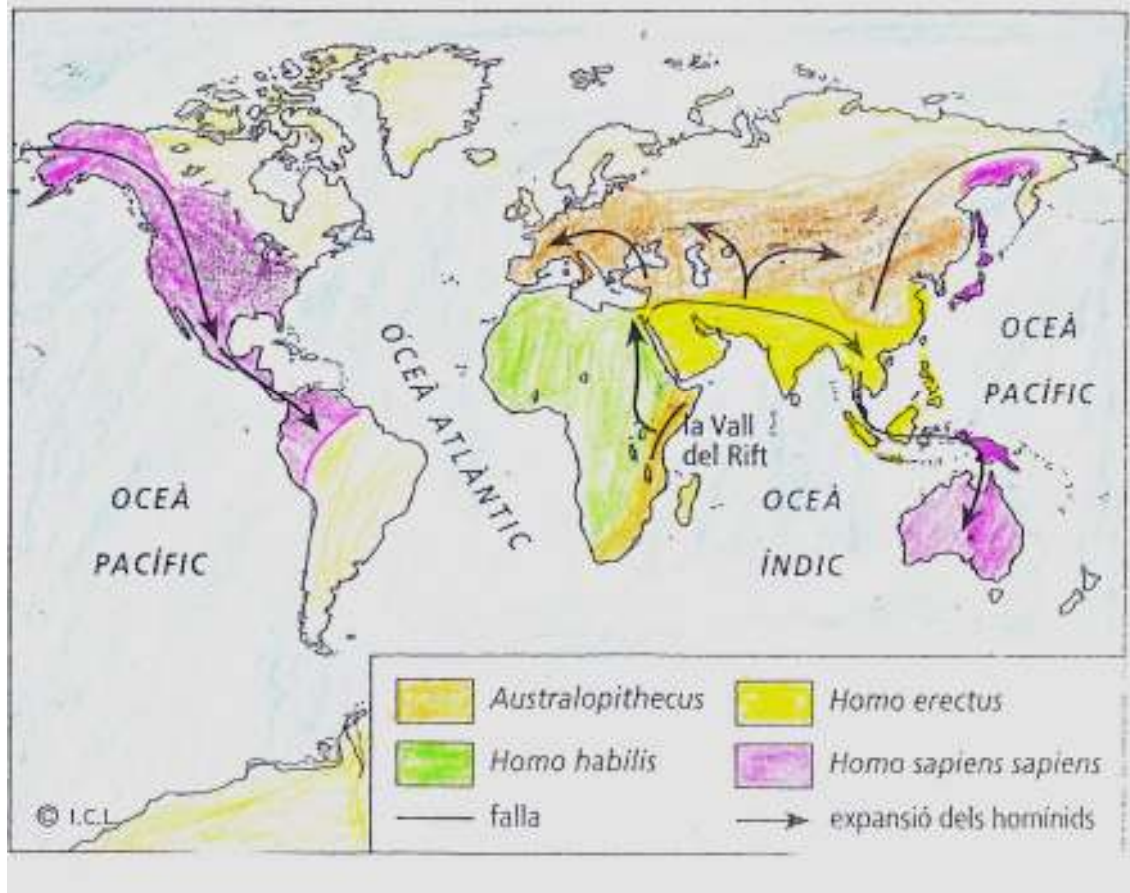 OCEÀ ATLÀNTIC
OCEÀ
PACÍFIC
la Vall
del Rift
OCEÀ
PACÍFIC
OCEÀ
ÍNDIC
Australopithecus
Homo erectus
Homo habilis
Homo sapiens sapiens
falla
expansió dels homínids
© I.C.L.